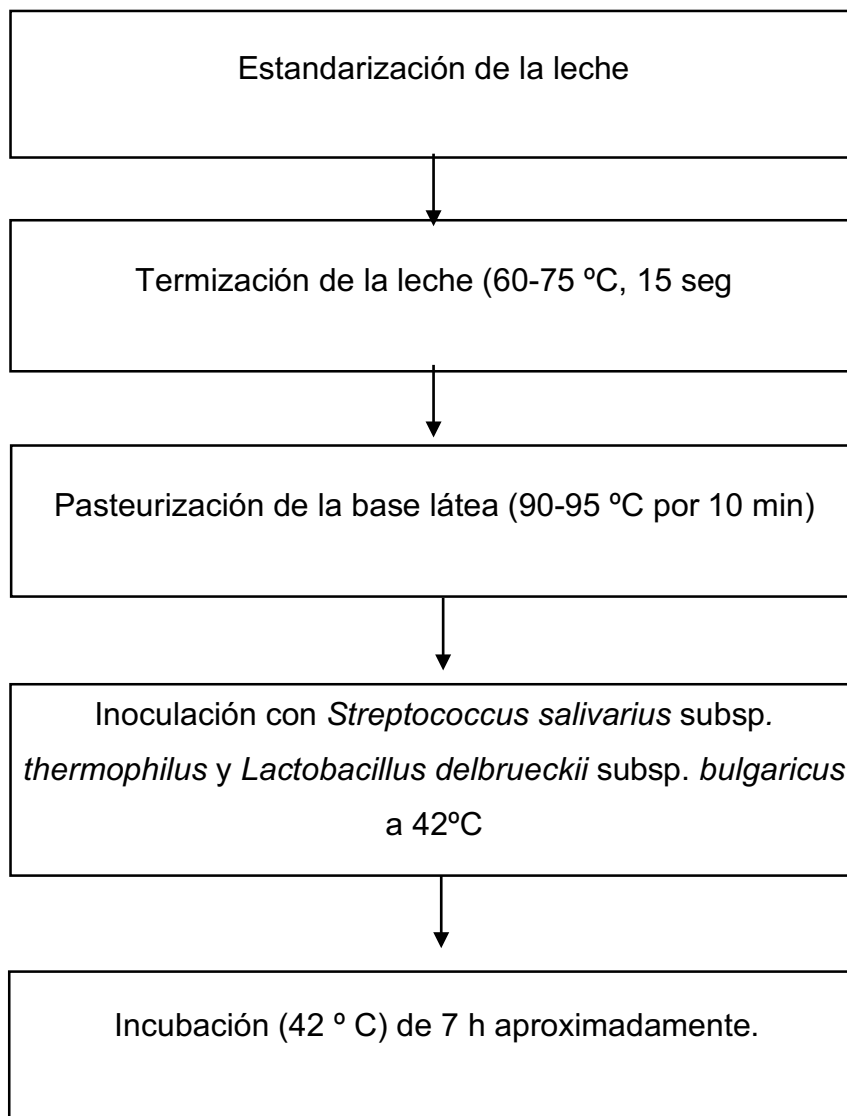 Estandarización de la leche
Termización de la leche (60-75 ºC, 15 seg
Pasteurización de la base látea (90-95 ºC por 10 min)
Inoculación con Streptococcus salivarius subsp.
thermophilus y Lactobacillus delbrueckii subsp. bulgaricus
a 42ºC
Incubación (42 º C) de 7 h aproximadamente.